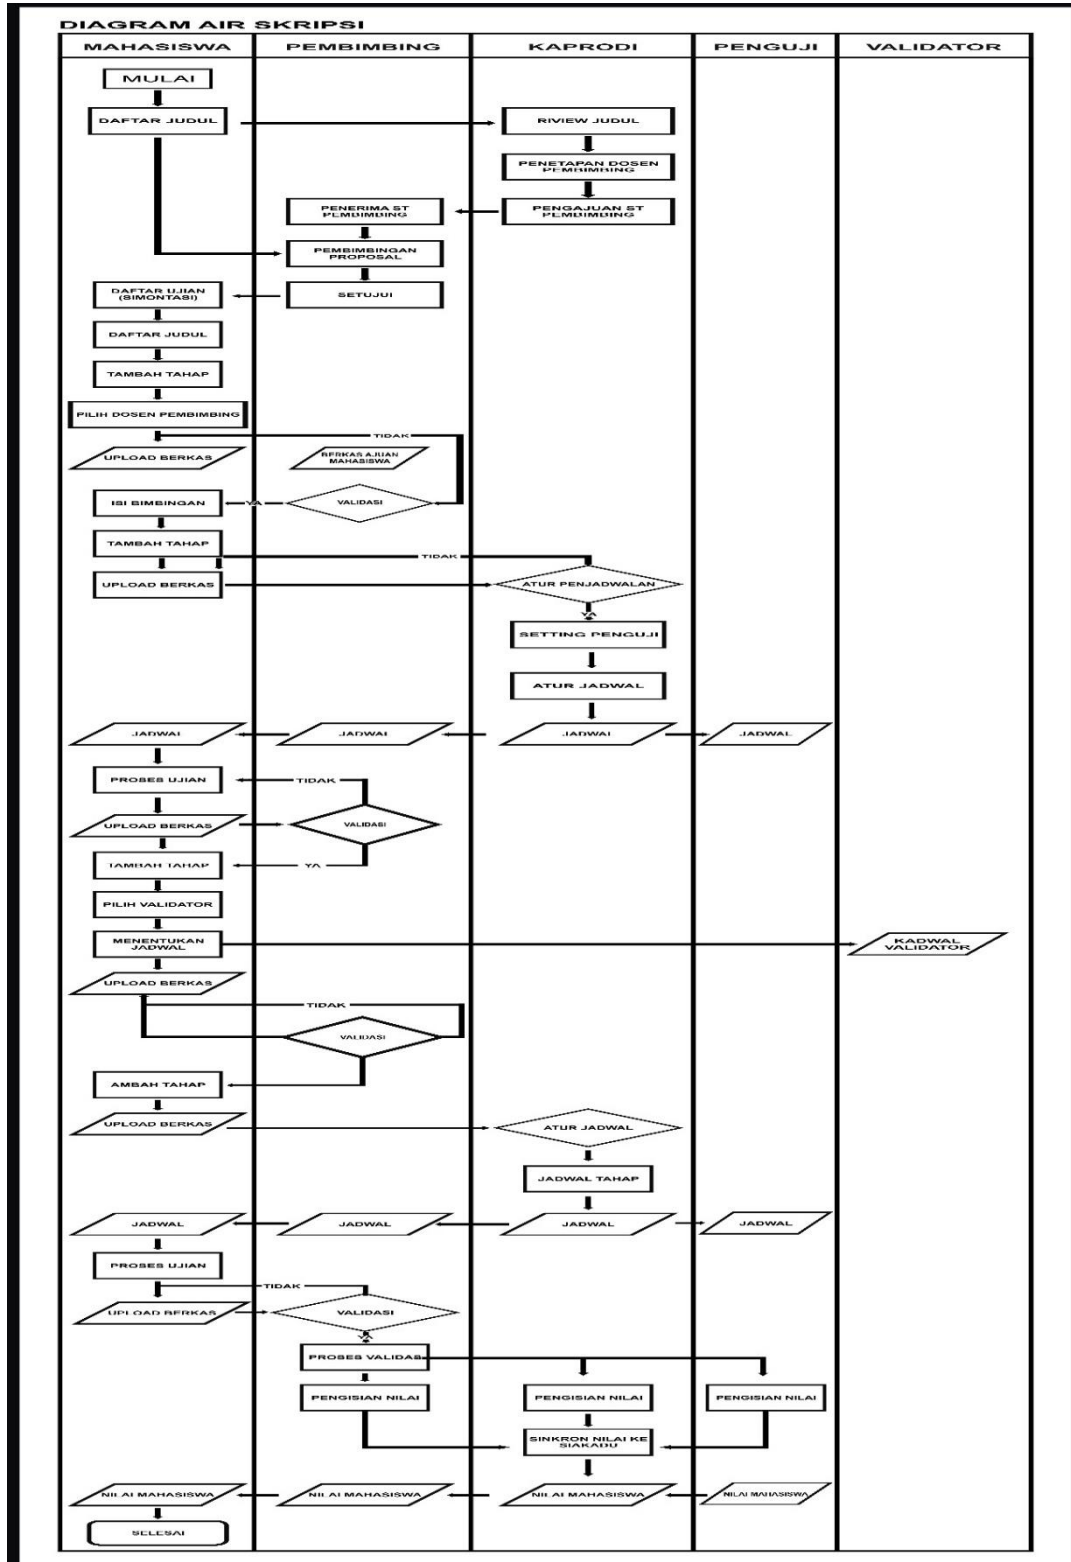 DIAGRAM AIR SKRIPSI
MAHASISWA
PEMBIMBING
KAPRODI
PENGUJI
VALIDATOR
MULAI
DAFTAR JUDUL
RIVIEW JUDUL
PENETAPAN DOSEN
PEMBIMBING
PENERIMA ST
PEMBIMBING
PENGAJUAN ST
PEMBIMBING
PEMBIMBINGAN
PROPOSAL
DAFTAR UJIAN
(SIMONTASI)
SETUJUI
DAFTAR JUDUL
TAMBAH TAHAP
PILIH DOSEN PEMBIMBING
TIDAK
UPLOAD BERKAS
BERKAS AJUAN
MAHASISWA
ISI BIMBINGAN
YA
VALIDASI
TAMBAH TAHAP
TIDAK
UPLOAD BERKAS
ATUR PENJADWALAN
YA
SETTING PENGUJI
ATUR JADWAL
JADWAL
JADWAL
JADWAL
JADWAL
PROSES UJIAN
TIDAK
UPLOAD BERKAS
VALIDASI
TAMBAH TAHAP
YA
PILIH VALIDATOR
MENENTUKAN
JADWAL
KADWAL
VALIDATOR
UPLOAD BERKAS
TIDAK
VALIDASI
AMBAH TAHAP
UPLOAD BERKAS
ATUR JADWAL
JADWAL TAHAP
JADWAL
JADWAL
JADWAL
JADWAL
PROSES UJIAN
TIDAK
UPLOAD BERKAS
VALIDASI
YA
PROSES VALIDAS
PENGISIAN NILAI
PENGISIAN NILAI
PENGISIAN NILAI
SINKRON NILAI KE
SIAKADU
NILAI MAHASISWA
NILAI MAHASISWA
NILAI MAHASISWA
NILAI MAHASISWA
SELESAI